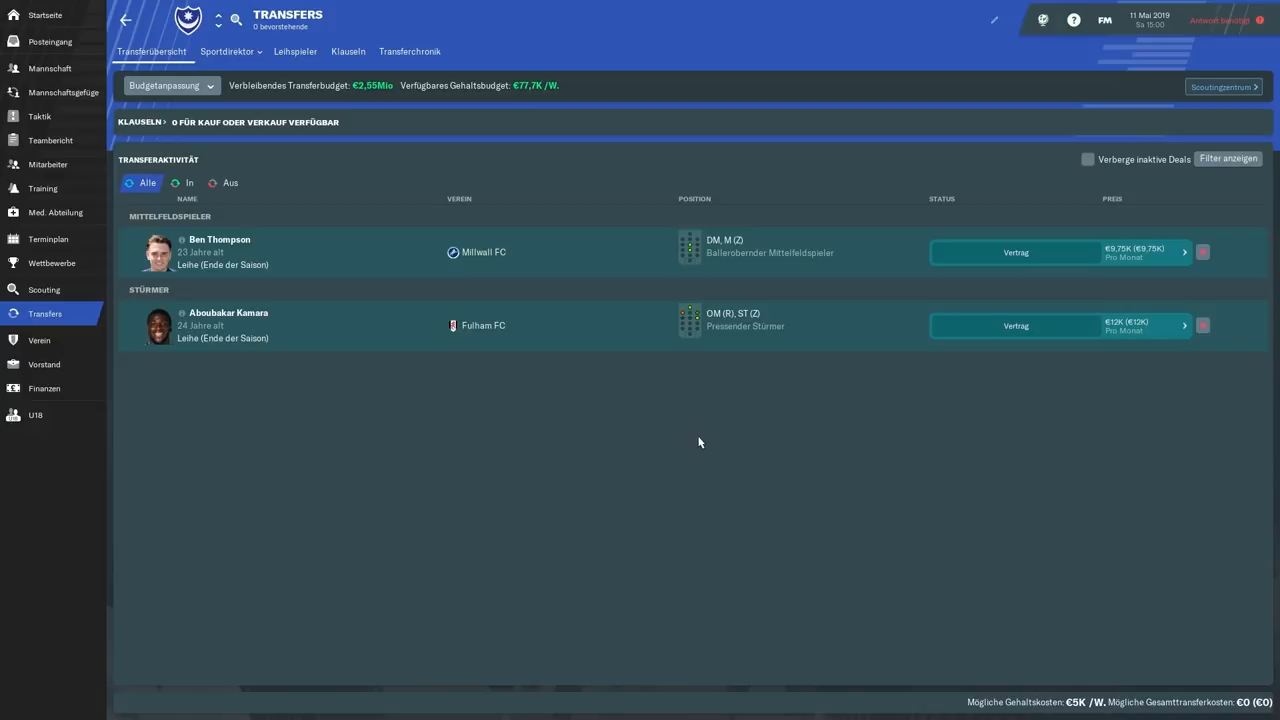 Startseite
Posteingang
Mannschaft
Mannschaftsgefüge
Taktik
Teambericht
Mitarbeiter
Training
Med. Abteilung
Terminplan
Wettbewerbe
Scouting
Transfers
Verein
Vorstand
Finanzen
U18
TRANSFERS
0 bevorstehende
FM
11 Mai 2019
Sa 15:00
Antwort benötigt
Transferübersicht Sportdirektor Leihspieler Klauseln Transferchronik
Budgetanpassung Verbleibendes Transferbudget: €2,55Mio Verfügbares Gehaltsbudget: €77,7K /W. Scoutingzentrum >
KLAUSELN > 0 FÜR KAUF ODER VERKAUF VERFÜGBAR
TRANSFERAKTIVITÄT Verberge inaktive Deals Filter anzeigen
Alle In Aus
NAME VEREIN POSITION STATUS PREIS
MITTELFELDSPIELER
Ben Thompson
23 Jahre alt
Leihe (Ende der Saison)
Millwall FC
DM, M (Z)
Ballerobernder Mittelfeldspieler
Vertrag
€9,75K (€9,75K)
Pro Monat
STÜRMER
Aboubakar Kamara
24 Jahre alt
Leihe (Ende der Saison)
Fulham FC
OM (R), ST (Z)
Pressender Stürmer
Vertrag
€12K (€12K)
Pro Monat
Mögliche Gehaltskosten: €5K /W. Mögliche Gesamttransferkosten: €0 (€0)